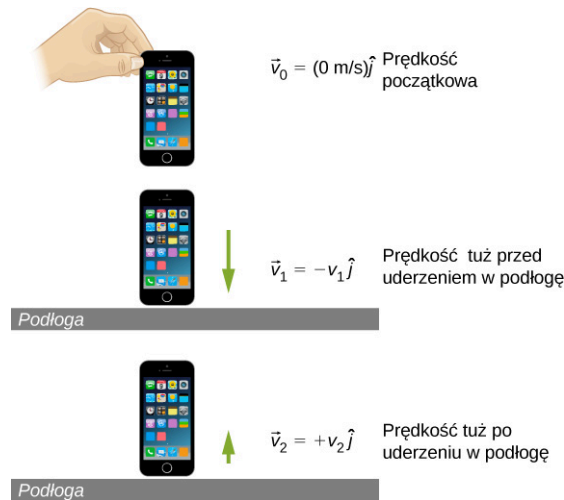 v⃗₀ = (0 m/s)ĵ Prędkość
początkowa
v⃗₁ = −v₁ĵ
Prędkość tuż przed
uderzeniem w podłogę
Podłoga
v⃗₂ = +v₂ĵ
Prędkość tuż po
uderzeniu w podłogę
Podłoga